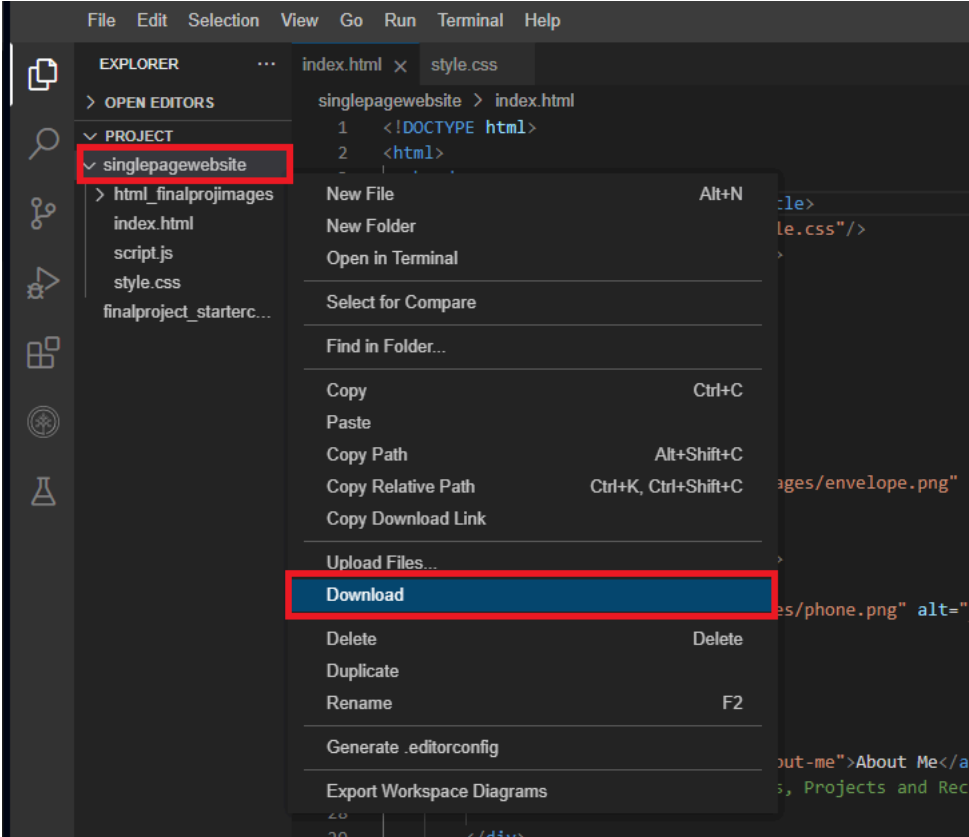 File Edit Selection View Go Run Terminal Help
EXPLORER ...
index.html × style.css
> OPEN EDITORS
singlepagewebsite > index.html
PROJECT
1 <!DOCTYPE html>
singlepagewebsite
2 <html>
html_finalprojimages
index.html
script.js
style.css
finalproject_starterc...
New File Alt+N
New Folder
Open in Terminal
Select for Compare
Find in Folder...
Copy Ctrl+C
Paste
Copy Path Alt+Shift+C
Copy Relative Path Ctrl+K, Ctrl+Shift+C
Copy Download Link
Upload Files...
Download
Delete Delete
Duplicate
Rename F2
Generate .editorconfig
Export Workspace Diagrams
tle>
le.css"/>
>
ages/envelope.png"
>
es/phone.png" alt="
out-me">About Me</a
s, Projects and Rec
28
29 </div>